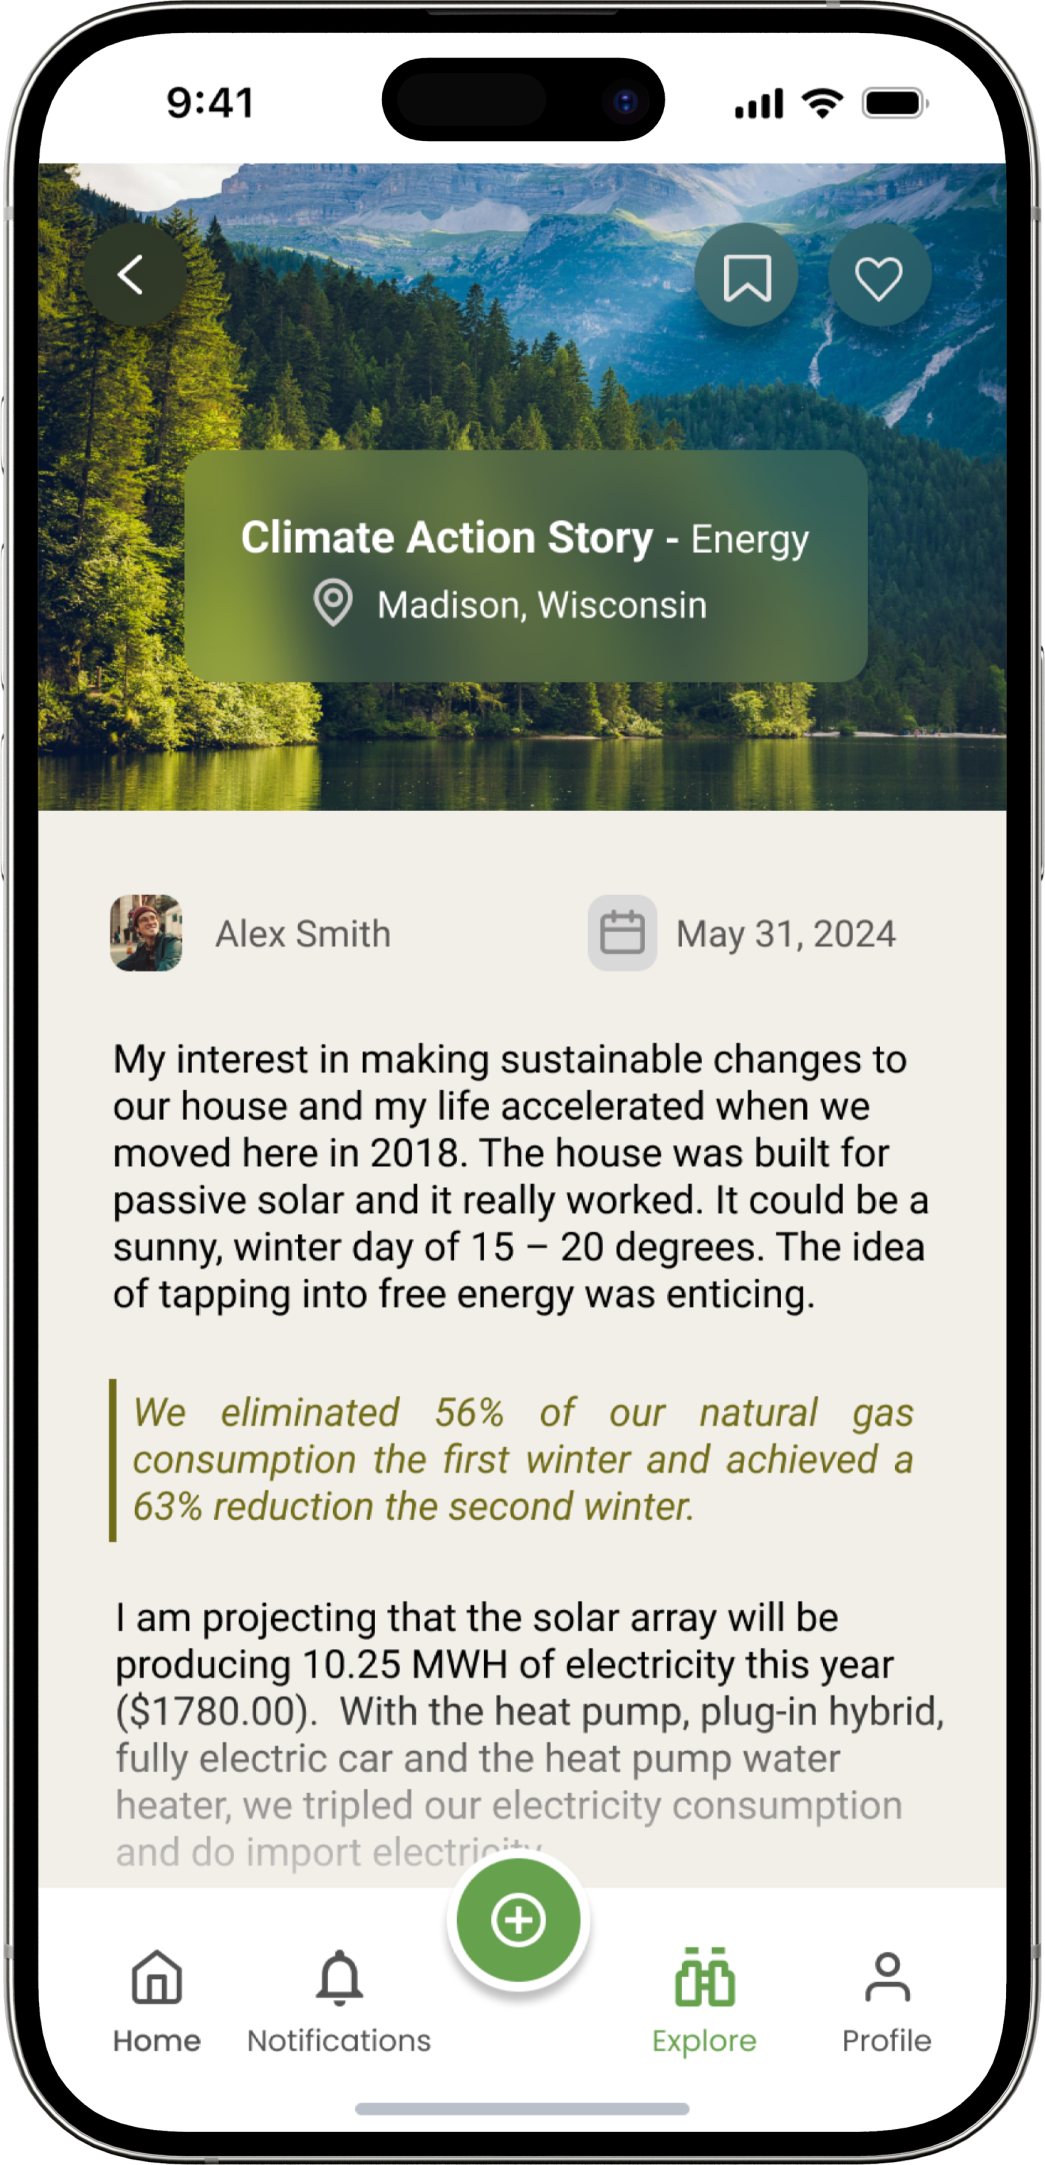 9:41
Climate Action Story - Energy
Madison, Wisconsin
Alex Smith
May 31, 2024
My interest in making sustainable changes to
our house and my life accelerated when we
moved here in 2018. The house was built for
passive solar and it really worked. It could be a
sunny, winter day of 15 – 20 degrees. The idea
of tapping into free energy was enticing.
We eliminated 56% of our natural gas
consumption the first winter and achieved a
63% reduction the second winter.
I am projecting that the solar array will be
producing 10.25 MWH of electricity this year
($1780.00).  With the heat pump, plug-in hybrid,
fully electric car and the heat pump water
heater, we tripled our electricity consumption
and do import electricity
Home
Notifications
Explore
Profile